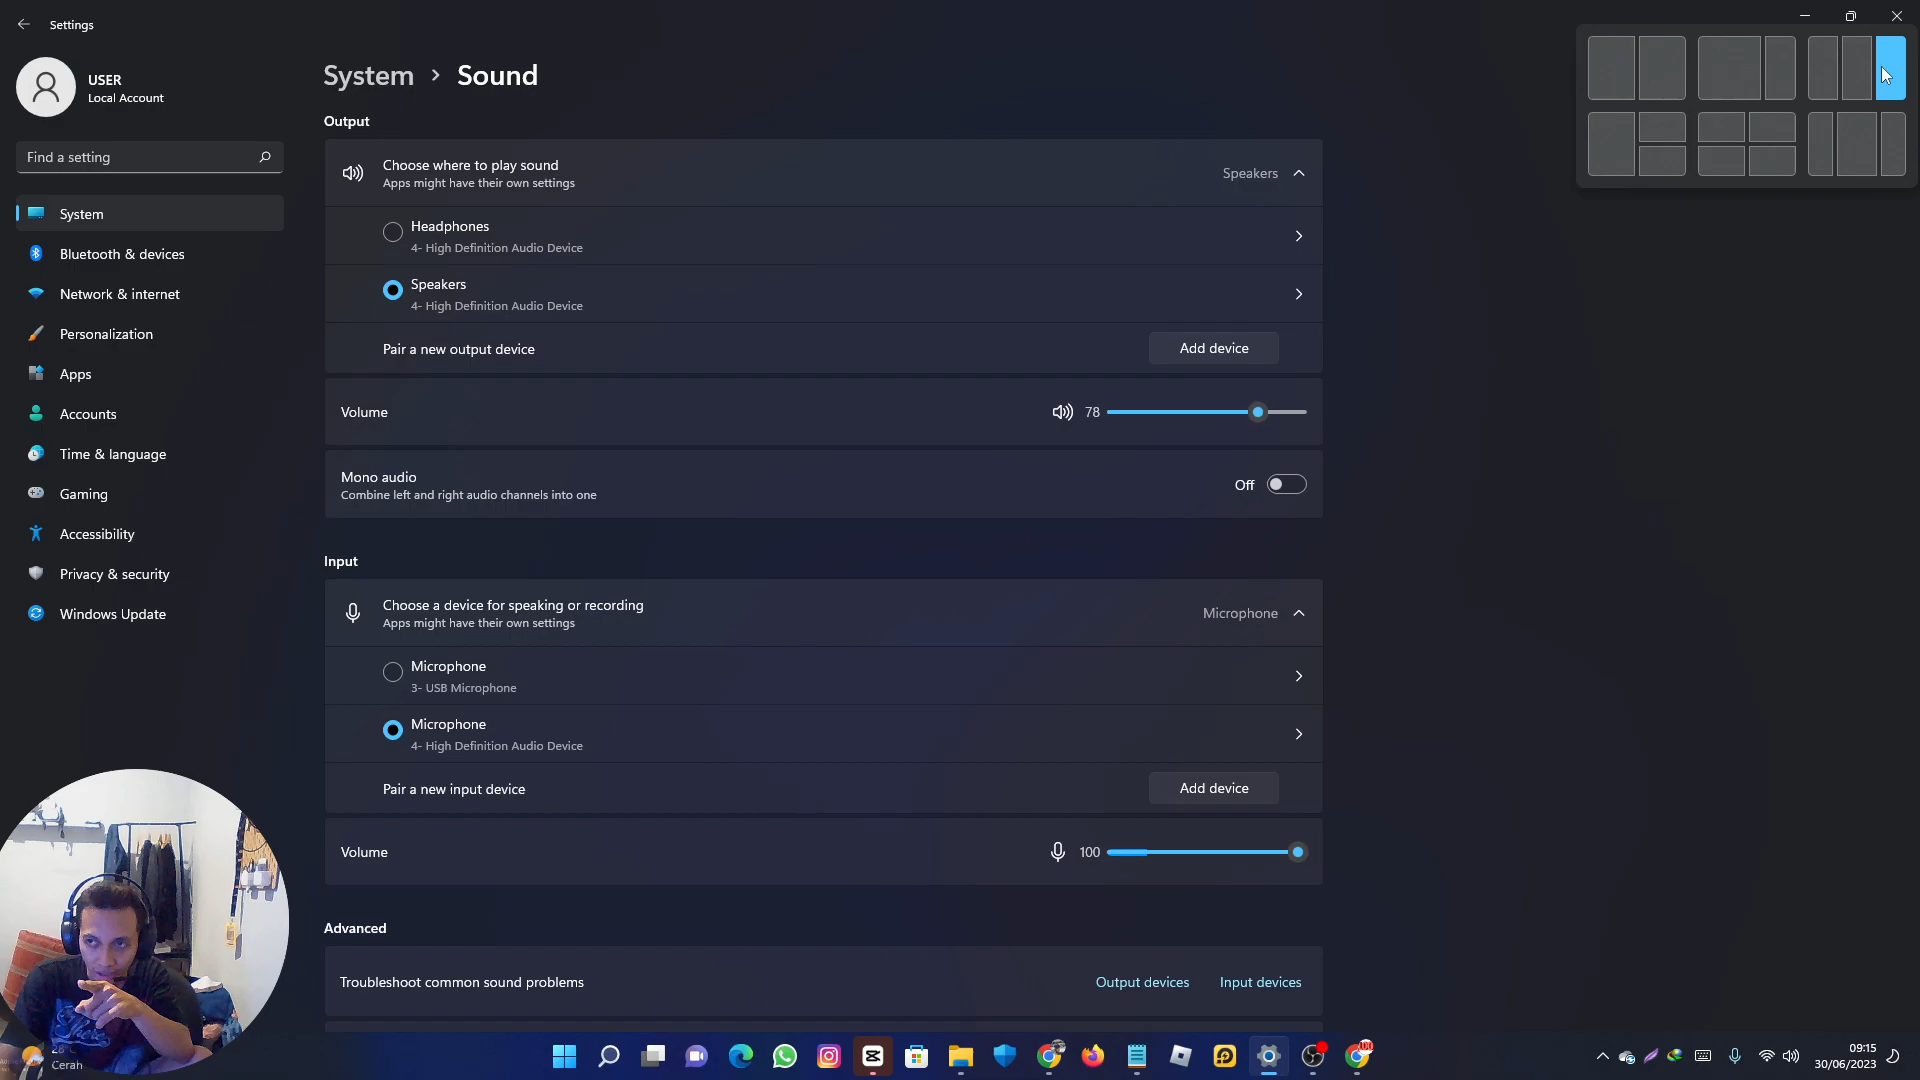 Settings
USER
Local Account
Find a setting
System
Bluetooth & devices
Network & internet
Personalization
Apps
Accounts
Time & language
Gaming
Accessibility
Privacy & security
Windows Update
System > Sound
Output
Choose where to play sound
Apps might have their own settings
Speakers
Headphones
4- High Definition Audio Device
Speakers
4- High Definition Audio Device
Pair a new output device
Add device
Volume
78
Mono audio
Combine left and right audio channels into one
Off
Input
Choose a device for speaking or recording
Apps might have their own settings
Microphone
Microphone
3- USB Microphone
Microphone
4- High Definition Audio Device
Pair a new input device
Add device
Volume
100
Advanced
Troubleshoot common sound problems
Output devices
Input devices
Cerah
100
09:15
30/06/2023